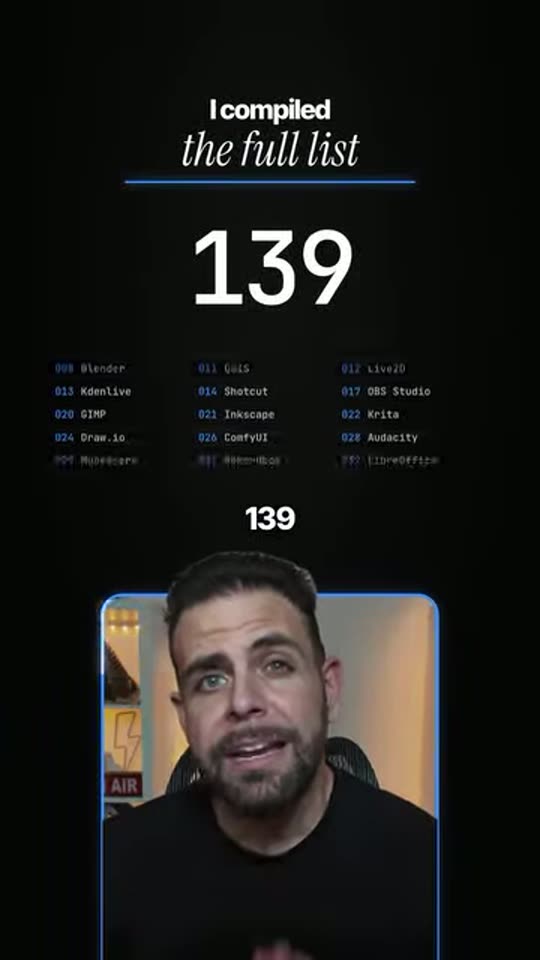 I compiled
the full list
139
008 Blender 011 QGIS 012 Live2D
013 Kdenlive 014 Shotcut 017 OBS Studio
020 GIMP 021 Inkscape 022 Krita
024 Draw.io 026 ComfyUI 028 Audacity
LibreOffice
139
AIR